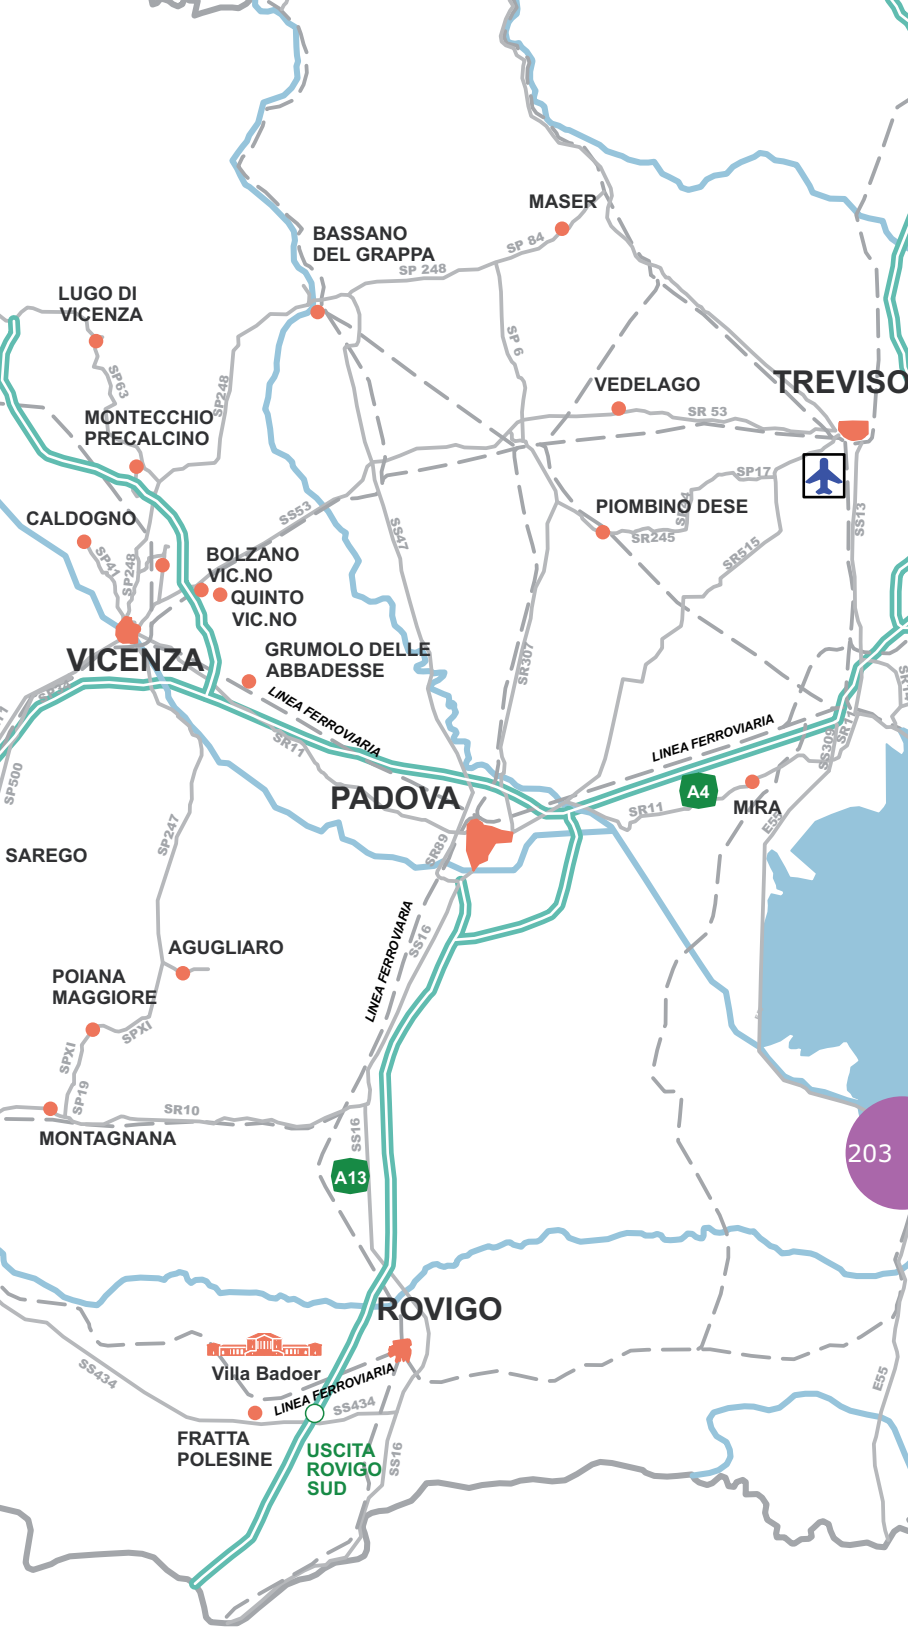 MASER
BASSANO
DEL GRAPPA
SP 84
SP 248
LUGO DI
VICENZA
SP 6
SP63
SP248
TREVISO
VEDELAGO
SR 53
MONTECCHIO
PRECALCINO
SP17
PIOMBINO DESE
SR245
SS13
CALDOGNO
SS53
SS47
SR515
SP41
SP248
BOLZANO
VIC.NO
QUINTO
VIC.NO
VICENZA
GRUMOLO DELLE
ABBADESSE
SR307
LINEA FERROVIARIA
SR11
LINEA FERROVIARIA
SS309
SR11
SP500
PADOVA
A4
SR11
MIRA
E55
SAREGO
SP247
SR89
AGUGLIARO
LINEA FERROVIARIA
SS16
POIANA
MAGGIORE
SPXI
SPXI
SP19
SR10
MONTAGNANA
SS16
A13
203
ROVIGO
Villa Badoer
LINEA FERROVIARIA
SS434
SS434
E55
FRATTA
POLESINE
USCITA
ROVIGO
SUD
SS16